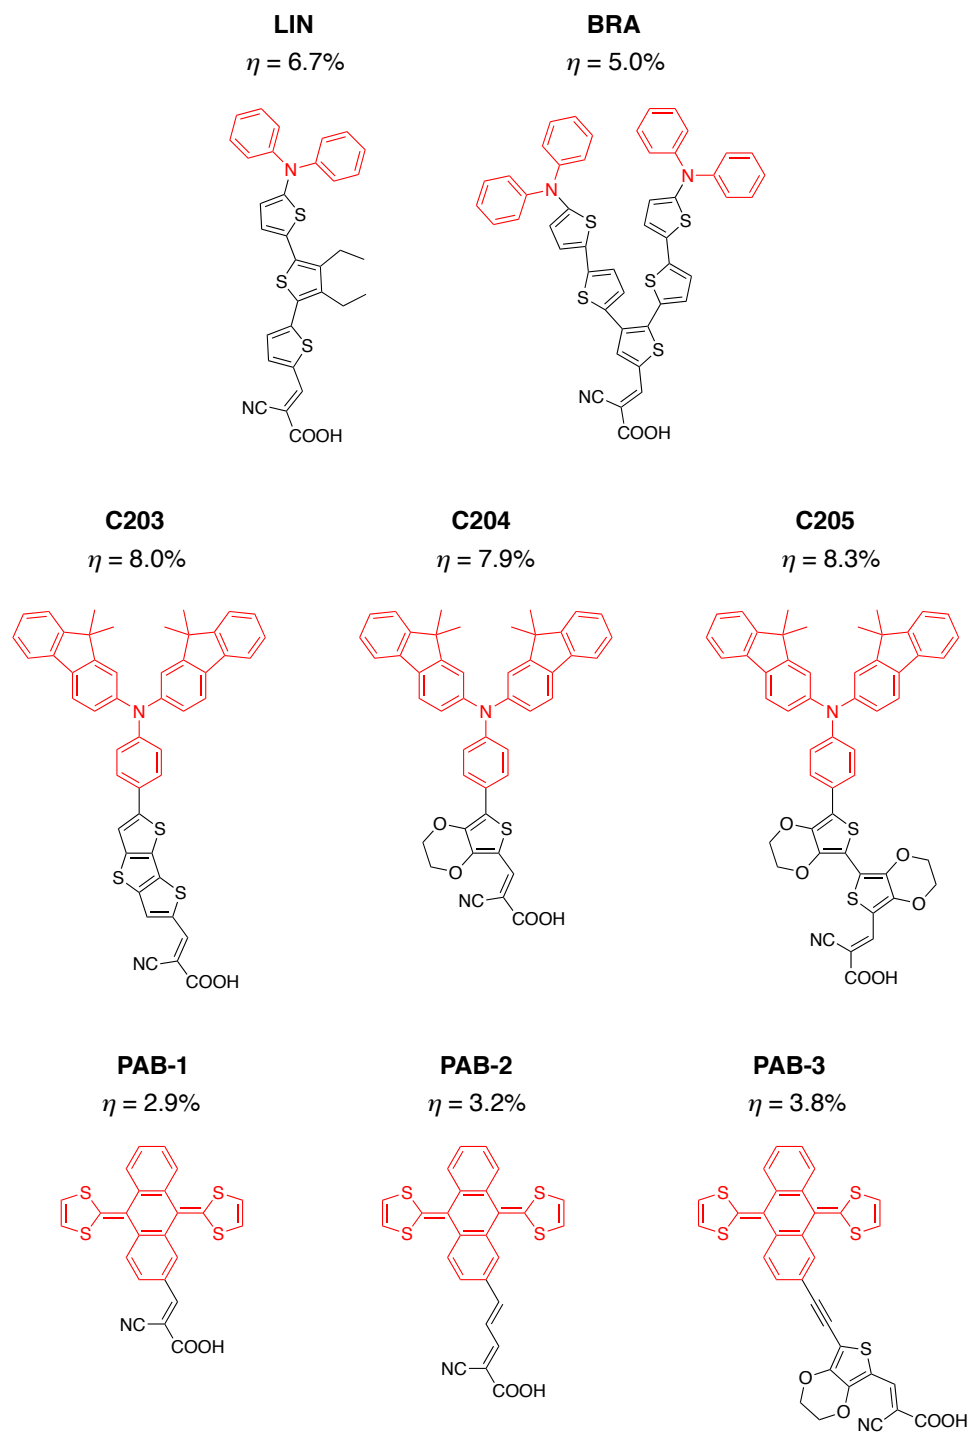 LIN BRA
η = 6.7% η = 5.0%
N N N
S S S
S S S
S S
NC NC
COOH COOH
C203 C204 C205
η = 8.0% η = 7.9% η = 8.3%
N N N
S O S O S
S O O O
S NC COOH S O
NC NC
COOH COOH
PAB-1 PAB-2 PAB-3
η = 2.9% η = 3.2% η = 3.8%
S S S S S S
S S S S S S
NC COOH
S
NC COOH O O
NC COOH